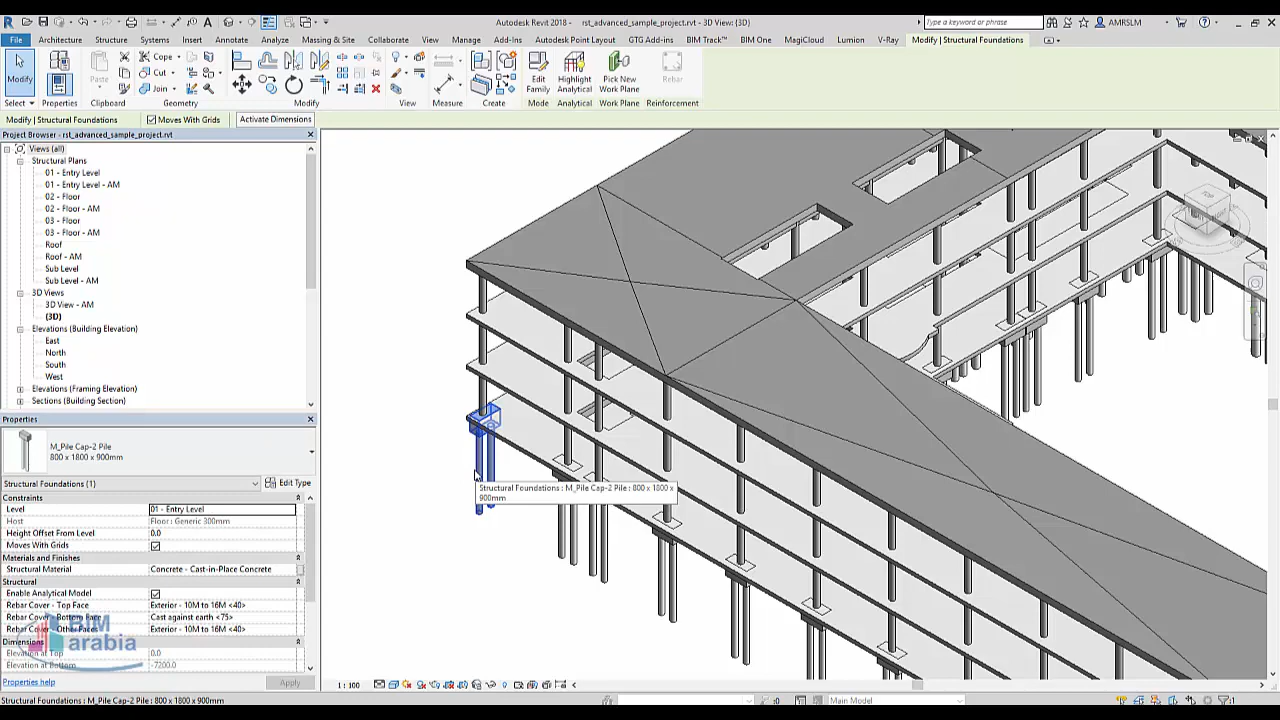 Autodesk Revit 2018 - rst_advanced_sample_project.rvt - 3D View: {3D}
Type a keyword or phrase
AMRSLM
File Architecture Structure Systems Insert Annotate Analyze Massing & Site Collaborate View Manage Add-Ins Autodesk Point Layout GTG Add-ins BIM Track™ BIM One MagiCloud Lumion V-Ray Modify | Structural Foundations
Modify
Paste
Cope
Cut
Join
Edit Family
Highlight Analytical
Pick New Work Plane
Rebar
Select Properties Clipboard Geometry Modify View Measure Create Mode Analytical Work Plane Reinforcement
Modify | Structural Foundations Moves With Grids Activate Dimensions
Project Browser - rst_advanced_sample_project.rvt
Views (all)
Structural Plans
01 - Entry Level
01 - Entry Level - AM
02 - Floor
02 - Floor - AM
03 - Floor
03 - Floor - AM
Roof
Roof - AM
Sub Level
Sub Level - AM
3D Views
3D View - AM
{3D}
Elevations (Building Elevation)
East
North
South
West
Elevations (Framing Elevation)
Sections (Building Section)
Properties
M_Pile Cap-2 Pile
800 x 1800 x 900mm
Structural Foundations (1) Edit Type
Constraints
Level 01 - Entry Level
Host Floor : Generic 300mm
Height Offset From Level 0.0
Moves With Grids
Materials and Finishes
Structural Material Concrete - Cast-in-Place Concrete
Structural
Enable Analytical Model
Rebar Cover - Top Face Exterior - 10M to 16M <40>
Rebar Cover - Bottom Face Cast against earth <75>
Rebar Cover - Other Faces Exterior - 10M to 16M <40>
Dimensions
Elevation at Top 0.0
Elevation at Bottom -7200.0
BIM
arabia
Properties help Apply
TOP
Structural Foundations : M_Pile Cap-2 Pile : 800 x 1800 x
900mm
1 : 100
Structural Foundations : M_Pile Cap-2 Pile : 800 x 1800 x 900mm
:0
Main Model
:1